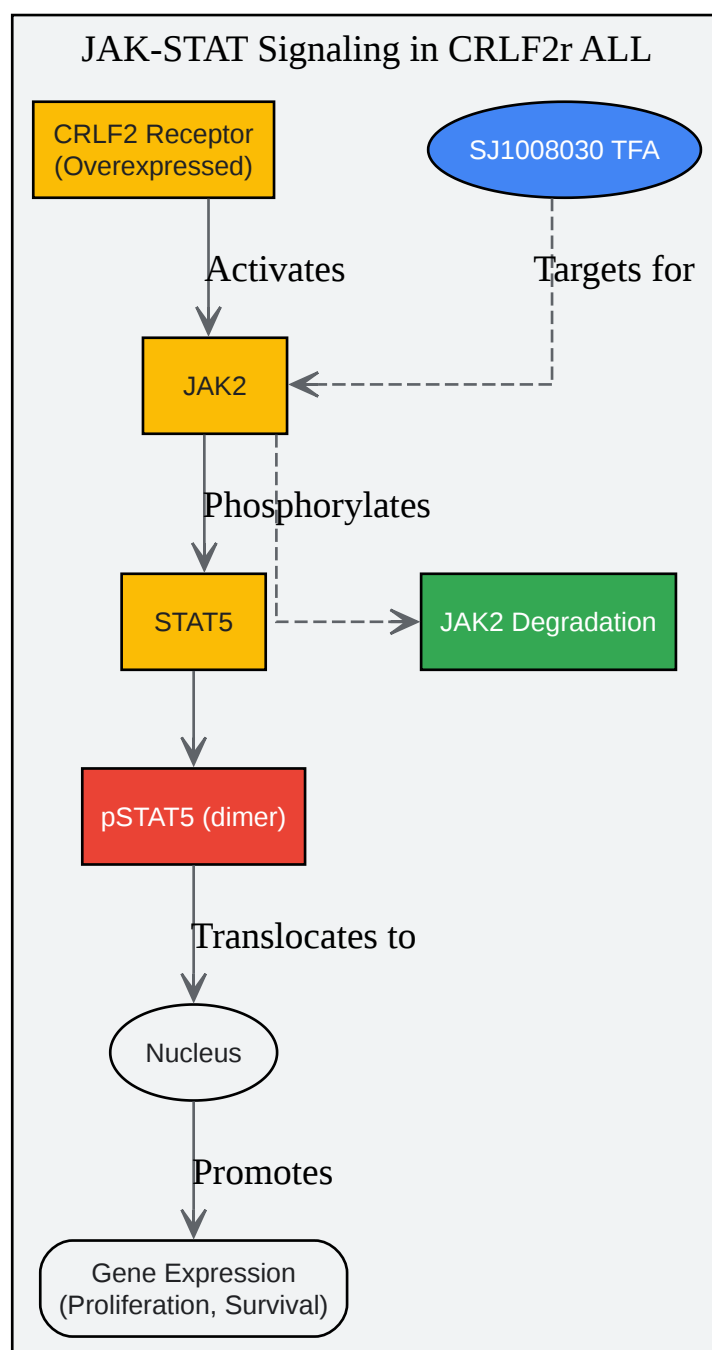 JAK-STAT Signaling in CRLF2r ALL
CRLF2 Receptor
(Overexpressed)
SJ1008030 TFA
Activates
Targets for
JAK2
Phosphorylates
STAT5
JAK2 Degradation
pSTAT5 (dimer)
Translocates to
Nucleus
Promotes
Gene Expression
(Proliferation, Survival)